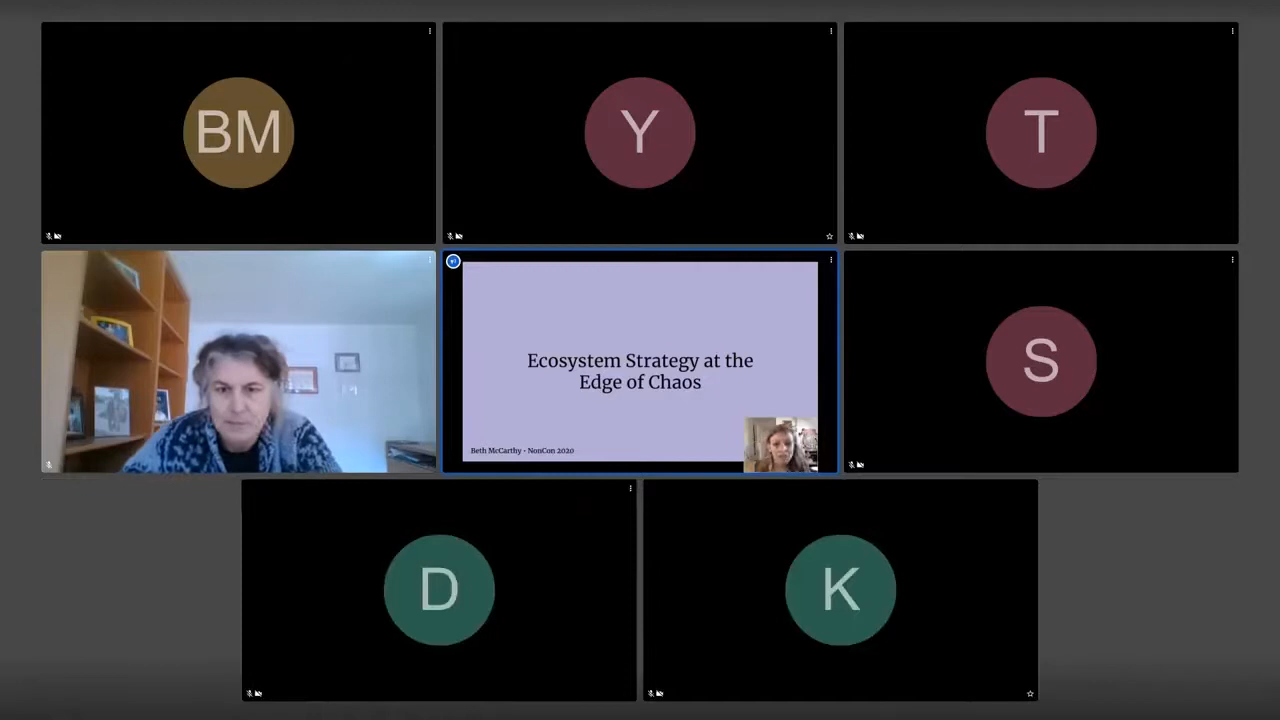 BM
Y
T
Ecosystem Strategy at the
Edge of Chaos
Beth McCarthy - NonCon 2020
S
D
K